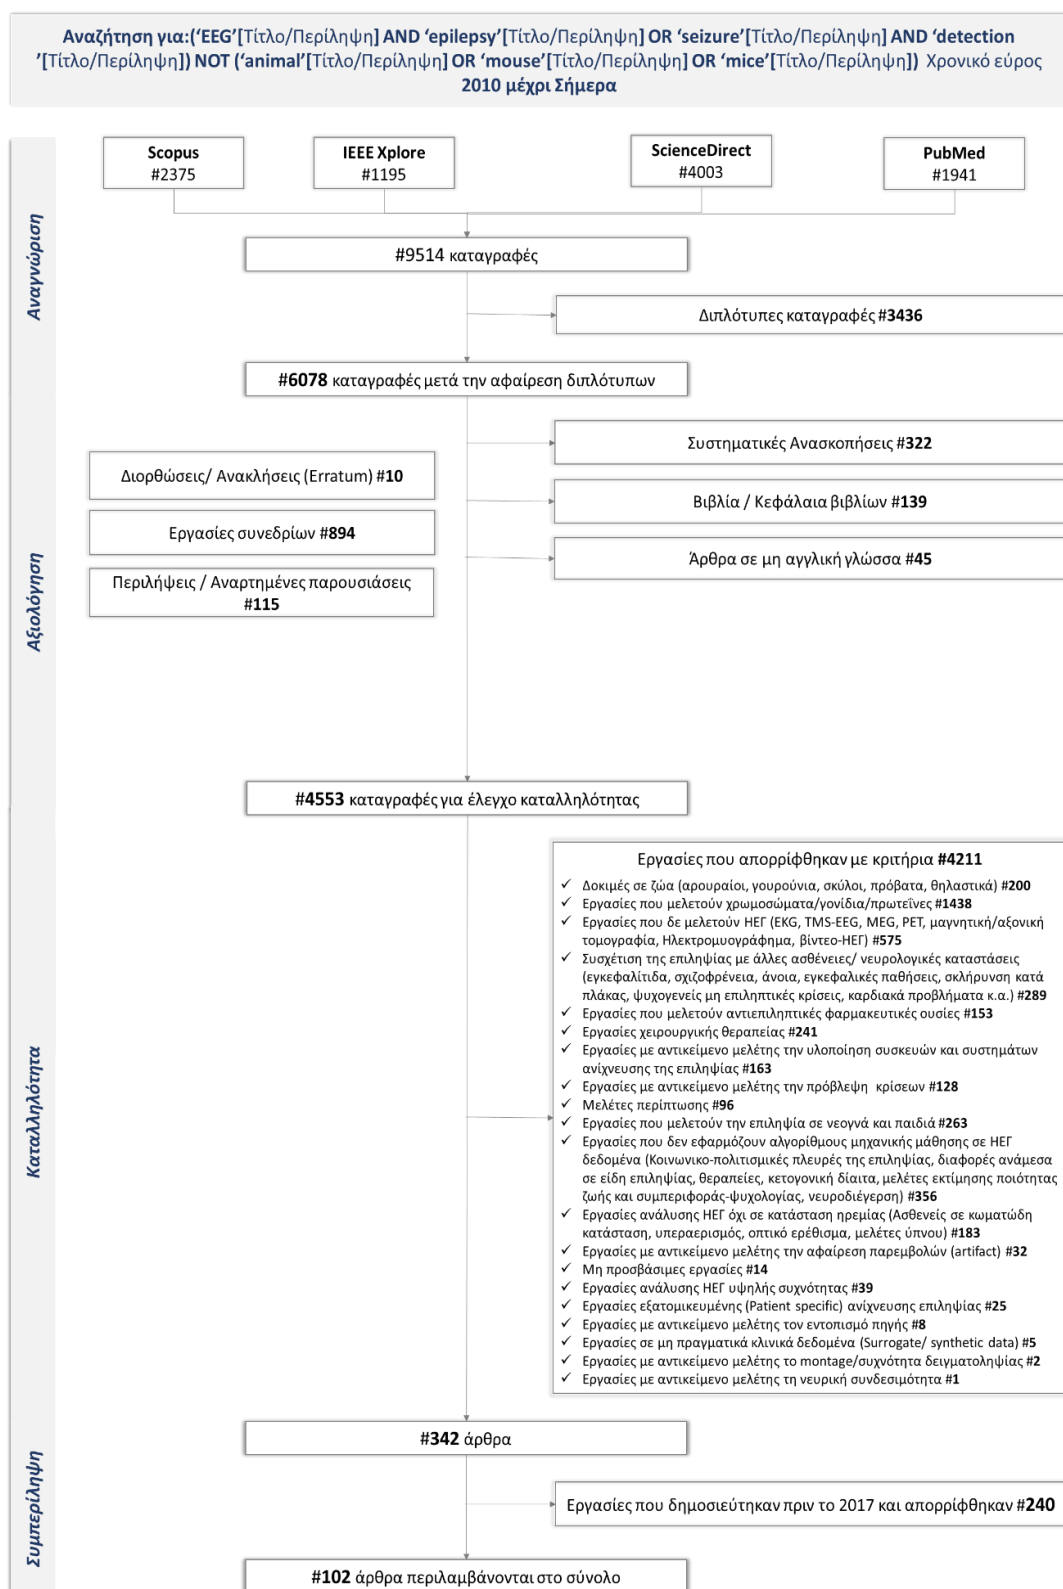 Αναζήτηση για:(‘EEG’[Τίτλο/Περίληψη] AND ‘epilepsy’[Τίτλο/Περίληψη] OR ‘seizure’[Τίτλο/Περίληψη] AND ‘detection
’[Τίτλο/Περίληψη]) NOT (‘animal’[Τίτλο/Περίληψη] OR ‘mouse’[Τίτλο/Περίληψη] OR ‘mice’[Τίτλο/Περίληψη]) Χρονικό εύρος
2010 μέχρι Σήμερα
Αναγνώριση
Scopus
#2375
IEEE Xplore
#1195
ScienceDirect
#4003
PubMed
#1941
#9514 καταγραφές
Διπλότυπες καταγραφές #3436
#6078 καταγραφές μετά την αφαίρεση διπλότυπων
Αξιολόγηση
Συστηματικές Ανασκοπήσεις #322
Διορθώσεις/ Ανακλήσεις (Erratum) #10
Βιβλία / Κεφάλαια βιβλίων #139
Εργασίες συνεδρίων #894
Άρθρα σε μη αγγλική γλώσσα #45
Περιλήψεις / Αναρτημένες παρουσιάσεις
#115
#4553 καταγραφές για έλεγχο καταλληλότητας
Καταλληλότητα
Εργασίες που απορρίφθηκαν με κριτήρια #4211
✓ Δοκιμές σε ζώα (αρουραίοι, γουρούνια, σκύλοι, πρόβατα, θηλαστικά) #200
✓ Εργασίες που μελετούν χρωμοσώματα/γονίδια/πρωτεΐνες #1438
✓ Εργασίες που δε μελετούν ΗΕΓ (EKG, TMS-EEG, MEG, PET, μαγνητική/αξονική
τομογραφία, Ηλεκτρομυογράφημα, βίντεο-ΗΕΓ) #575
✓ Συσχέτιση της επιληψίας με άλλες ασθένειες/ νευρολογικές καταστάσεις
(εγκεφαλίτιδα, σχιζοφρένεια, άνοια, εγκεφαλικές παθήσεις, σκλήρυνση κατά
πλάκας, ψυχογενείς μη επιληπτικές κρίσεις, καρδιακά προβλήματα κ.α.) #289
✓ Εργασίες που μελετούν αντιεπιληπτικές φαρμακευτικές ουσίες #153
✓ Εργασίες χειρουργικής θεραπείας #241
✓ Εργασίες με αντικείμενο μελέτης την υλοποίηση συσκευών και συστημάτων
ανίχνευσης της επιληψίας #163
✓ Εργασίες με αντικείμενο μελέτης την πρόβλεψη κρίσεων #128
✓ Μελέτες περίπτωσης #96
✓ Εργασίες που μελετούν την επιληψία σε νεογνά και παιδιά #263
✓ Εργασίες που δεν εφαρμόζουν αλγορίθμους μηχανικής μάθησης σε ΗΕΓ
δεδομένα (Κοινωνικο-πολιτισμικές πλευρές της επιληψίας, διαφορές ανάμεσα
σε είδη επιληψίας, θεραπείες, κετογονική δίαιτα, μελέτες εκτίμησης ποιότητας
ζωής και συμπεριφοράς-ψυχολογίας, νευροδιέγερση) #356
✓ Εργασίες ανάλυσης ΗΕΓ όχι σε κατάσταση ηρεμίας (Ασθενείς σε κωματώδη
κατάσταση, υπεραερισμός, οπτικό ερέθισμα, μελέτες ύπνου) #183
✓ Εργασίες με αντικείμενο μελέτης την αφαίρεση παρεμβολών (artifact) #32
✓ Μη προσβάσιμες εργασίες #14
✓ Εργασίες ανάλυσης ΗΕΓ υψηλής συχνότητας #39
✓ Εργασίες εξατομικευμένης (Patient specific) ανίχνευσης επιληψίας #25
✓ Εργασίες με αντικείμενο μελέτης τον εντοπισμό πηγής #8
✓ Εργασίες σε μη πραγματικά κλινικά δεδομένα (Surrogate/ synthetic data) #5
✓ Εργασίες με αντικείμενο μελέτης το montage/συχνότητα δειγματοληψίας #2
✓ Εργασίες με αντικείμενο μελέτης τη νευρική συνδεσιμότητα #1
Συμπερίληψη
#342 άρθρα
Εργασίες που δημοσιεύτηκαν πριν το 2017 και απορρίφθηκαν #240
#102 άρθρα περιλαμβάνονται στο σύνολο